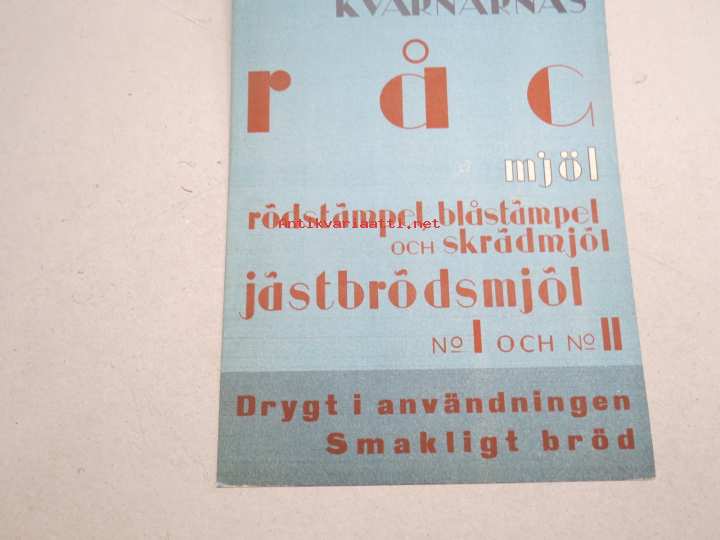 KVARNARNAS
råG
mjöl
rödstämpel, blåstämpel
Antikvariaatti.net
OCH skrädmjöl
jästbrödsmjöl
No I OCH No II
Drygt i användningen
Smakligt bröd